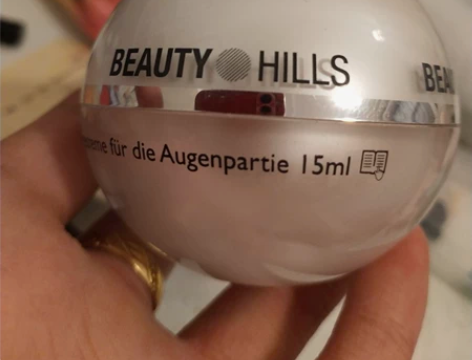 BEAUTY HILLS BEA
für die Augenpartie 15ml